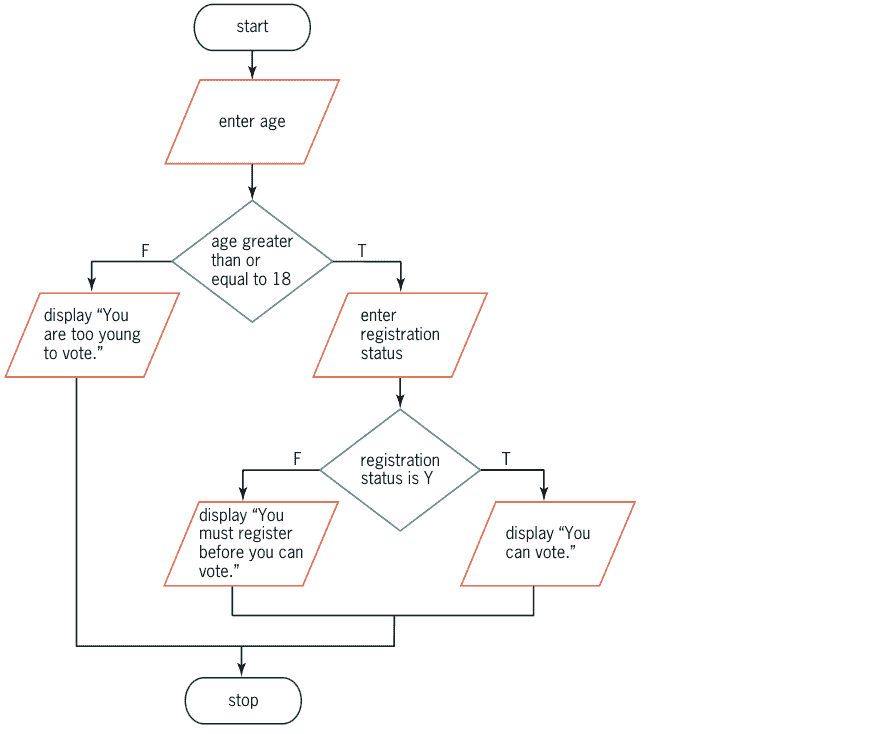 start
enter age
age greater
than or
equal to 18
F
T
display “You
are too young
to vote.”
enter
registration
status
registration
status is Y
F
T
display “You
must register
before you can
vote.”
display “You
can vote.”
stop